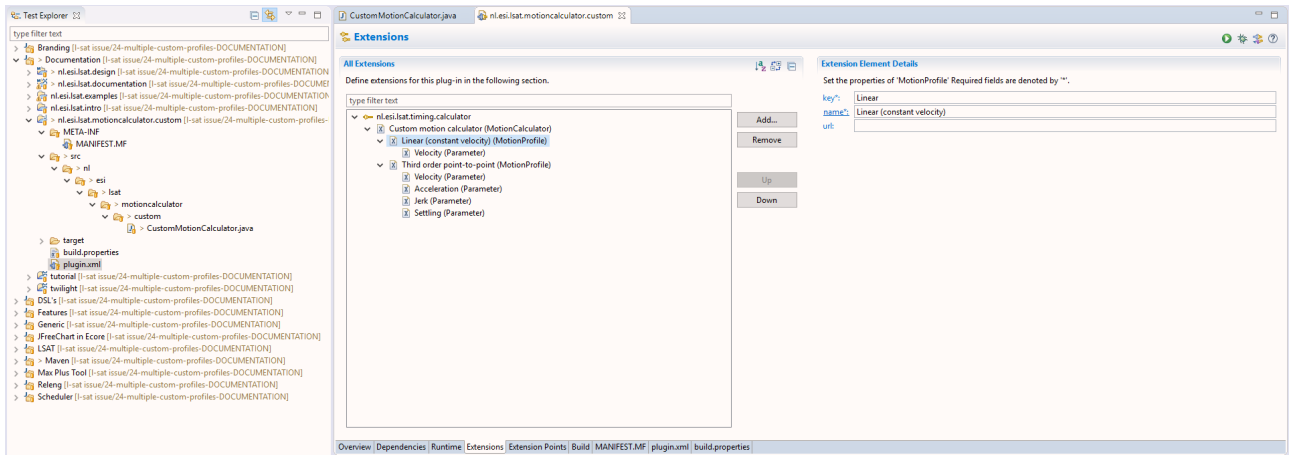 Test Explorer
type filter text
Branding [l-sat issue/24-multiple-custom-profiles-DOCUMENTATION]
> Documentation [l-sat issue/24-multiple-custom-profiles-DOCUMENTATION]
> nl.esi.lsat.design [l-sat issue/24-multiple-custom-profiles-DOCUMENTATION
> nl.esi.lsat.documentation [l-sat issue/24-multiple-custom-profiles-DOCUMEN
nl.esi.lsat.examples [l-sat issue/24-multiple-custom-profiles-DOCUMENTATIO
nl.esi.lsat.intro [l-sat issue/24-multiple-custom-profiles-DOCUMENTATION]
> nl.esi.lsat.motioncalculator.custom [l-sat issue/24-multiple-custom-profiles-
META-INF
MANIFEST.MF
> src
> nl
> esi
> lsat
> motioncalculator
> custom
> CustomMotionCalculator.java
target
build.properties
plugin.xml
tutorial [l-sat issue/24-multiple-custom-profiles-DOCUMENTATION]
twilight [l-sat issue/24-multiple-custom-profiles-DOCUMENTATION]
DSL's [l-sat issue/24-multiple-custom-profiles-DOCUMENTATION]
Features [l-sat issue/24-multiple-custom-profiles-DOCUMENTATION]
Generic [l-sat issue/24-multiple-custom-profiles-DOCUMENTATION]
JFreeChart in Ecore [l-sat issue/24-multiple-custom-profiles-DOCUMENTATION]
LSAT [l-sat issue/24-multiple-custom-profiles-DOCUMENTATION]
> Maven [l-sat issue/24-multiple-custom-profiles-DOCUMENTATION]
Max Plus Tool [l-sat issue/24-multiple-custom-profiles-DOCUMENTATION]
Releng [l-sat issue/24-multiple-custom-profiles-DOCUMENTATION]
Scheduler [l-sat issue/24-multiple-custom-profiles-DOCUMENTATION]
CustomMotionCalculator.java
nl.esi.lsat.motioncalculator.custom
Extensions
All Extensions
Define extensions for this plug-in in the following section.
type filter text
nl.esi.lsat.timing.calculator
Custom motion calculator (MotionCalculator)
Linear (constant velocity) (MotionProfile)
Velocity (Parameter)
Third order point-to-point (MotionProfile)
Velocity (Parameter)
Acceleration (Parameter)
Jerk (Parameter)
Settling (Parameter)
Add...
Remove
Up
Down
Extension Element Details
Set the properties of 'MotionProfile' Required fields are denoted by '*'.
key*: Linear
name*: Linear (constant velocity)
url:
Overview Dependencies Runtime Extensions Extension Points Build MANIFEST.MF plugin.xml build.properties